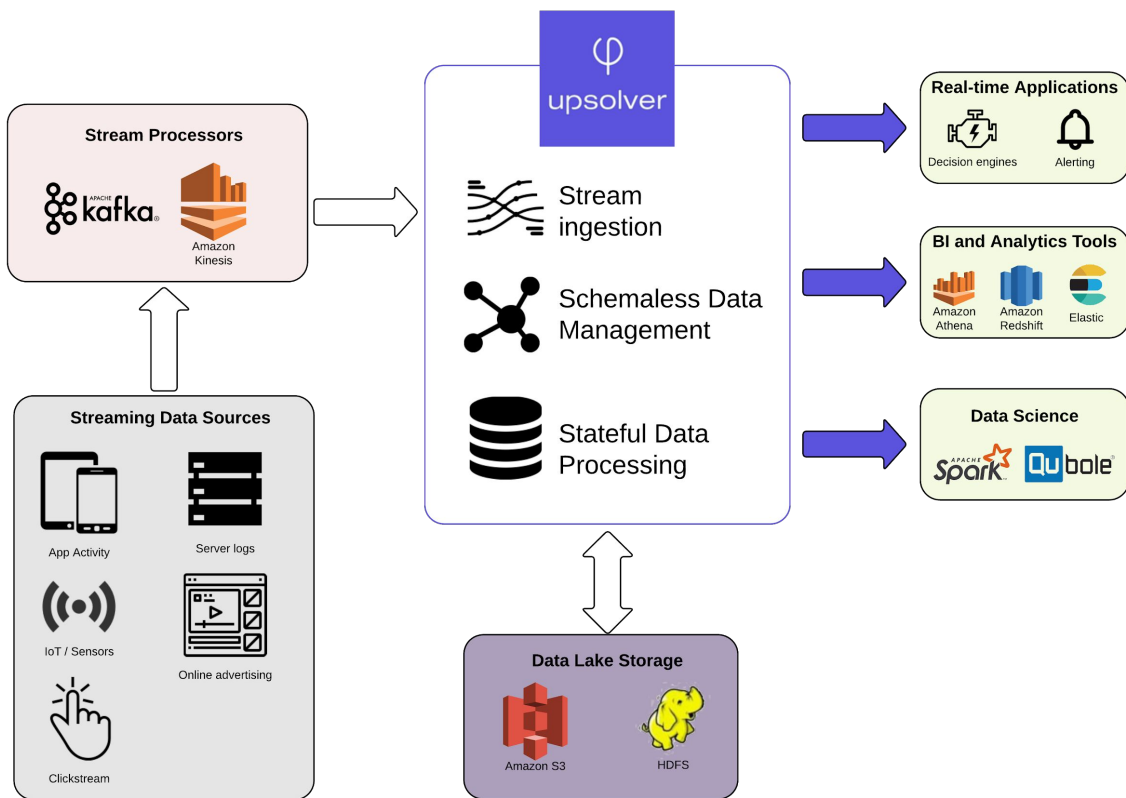 φ
upsolver
Stream Processors
APACHE
kafka®
Amazon
Kinesis
Streaming Data Sources
App Activity
Server logs
IoT / Sensors
Online advertising
Clickstream
Stream
ingestion
Schemaless Data
Management
Stateful Data
Processing
Data Lake Storage
Amazon S3
HDFS
Real-time Applications
Decision engines
Alerting
BI and Analytics Tools
Amazon
Athena
Amazon
Redshift
Elastic
Data Science
APACHE
Spark™
Qubole®